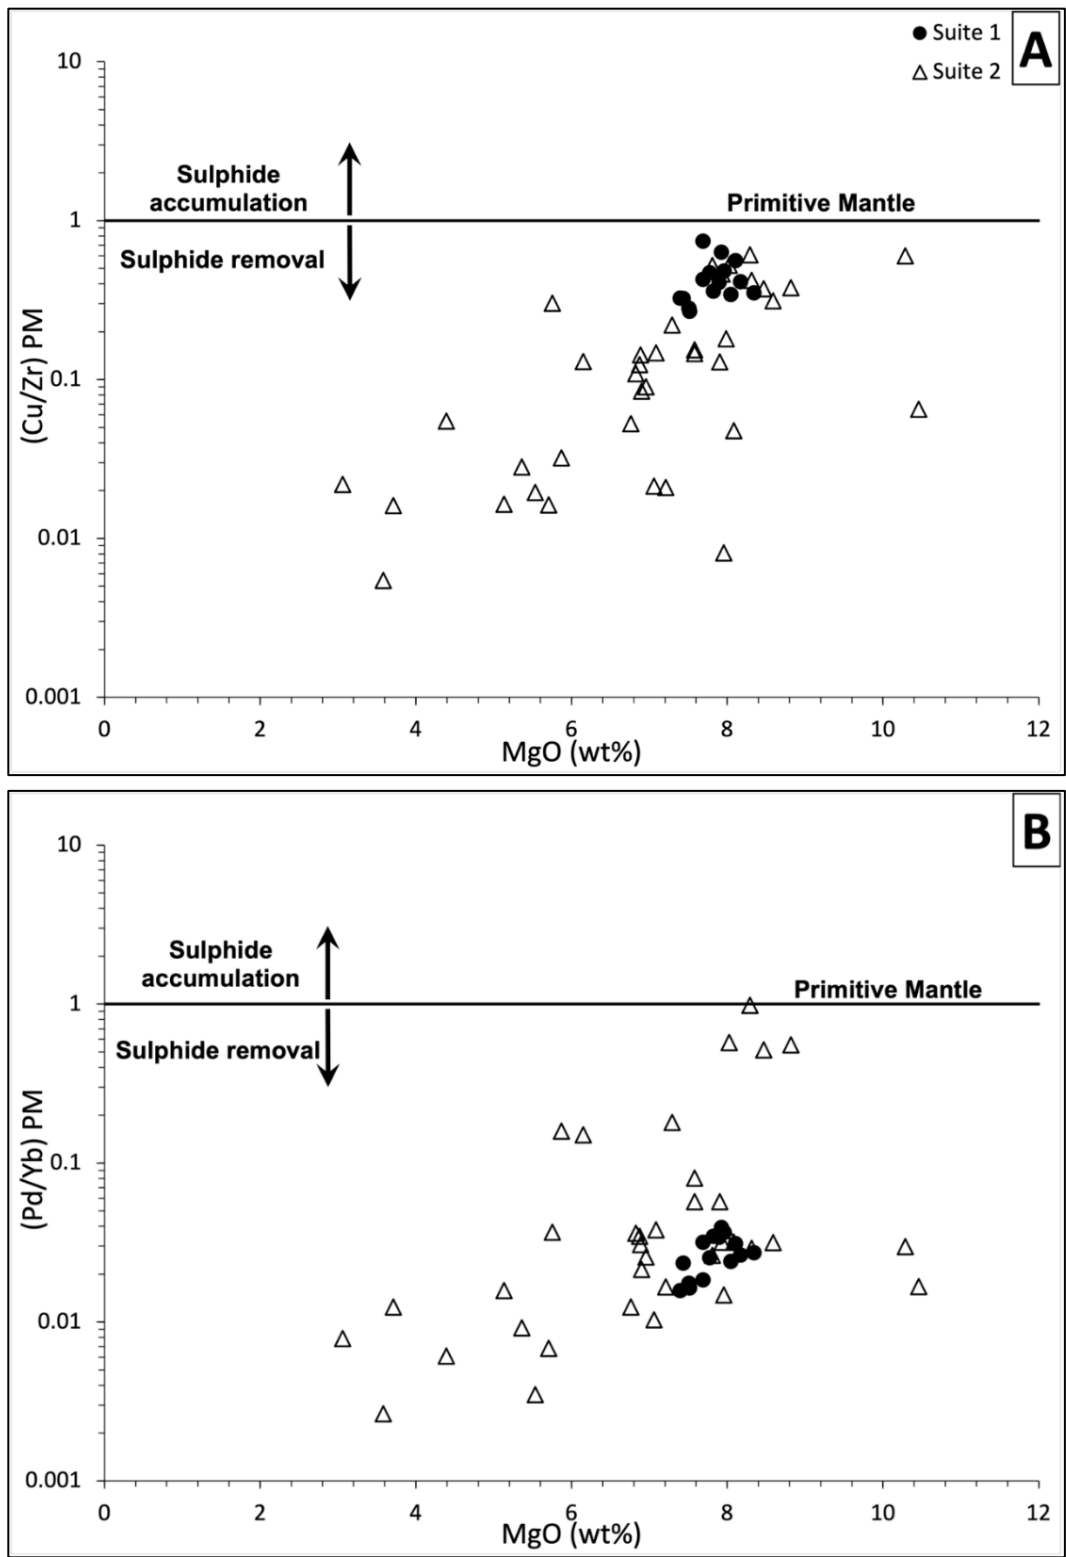 Suite 1
A
Suite 2
10
Sulphide
accumulation
Primitive Mantle
1
Sulphide removal
0.1
(Cu/Zr) PM
0.01
0.001
0 2 4 6 8 10 12
MgO (wt%)
B
10
Sulphide
accumulation
Primitive Mantle
1
Sulphide removal
0.1
(Pd/Yb) PM
0.01
0.001
0 2 4 6 8 10 12
MgO (wt%)